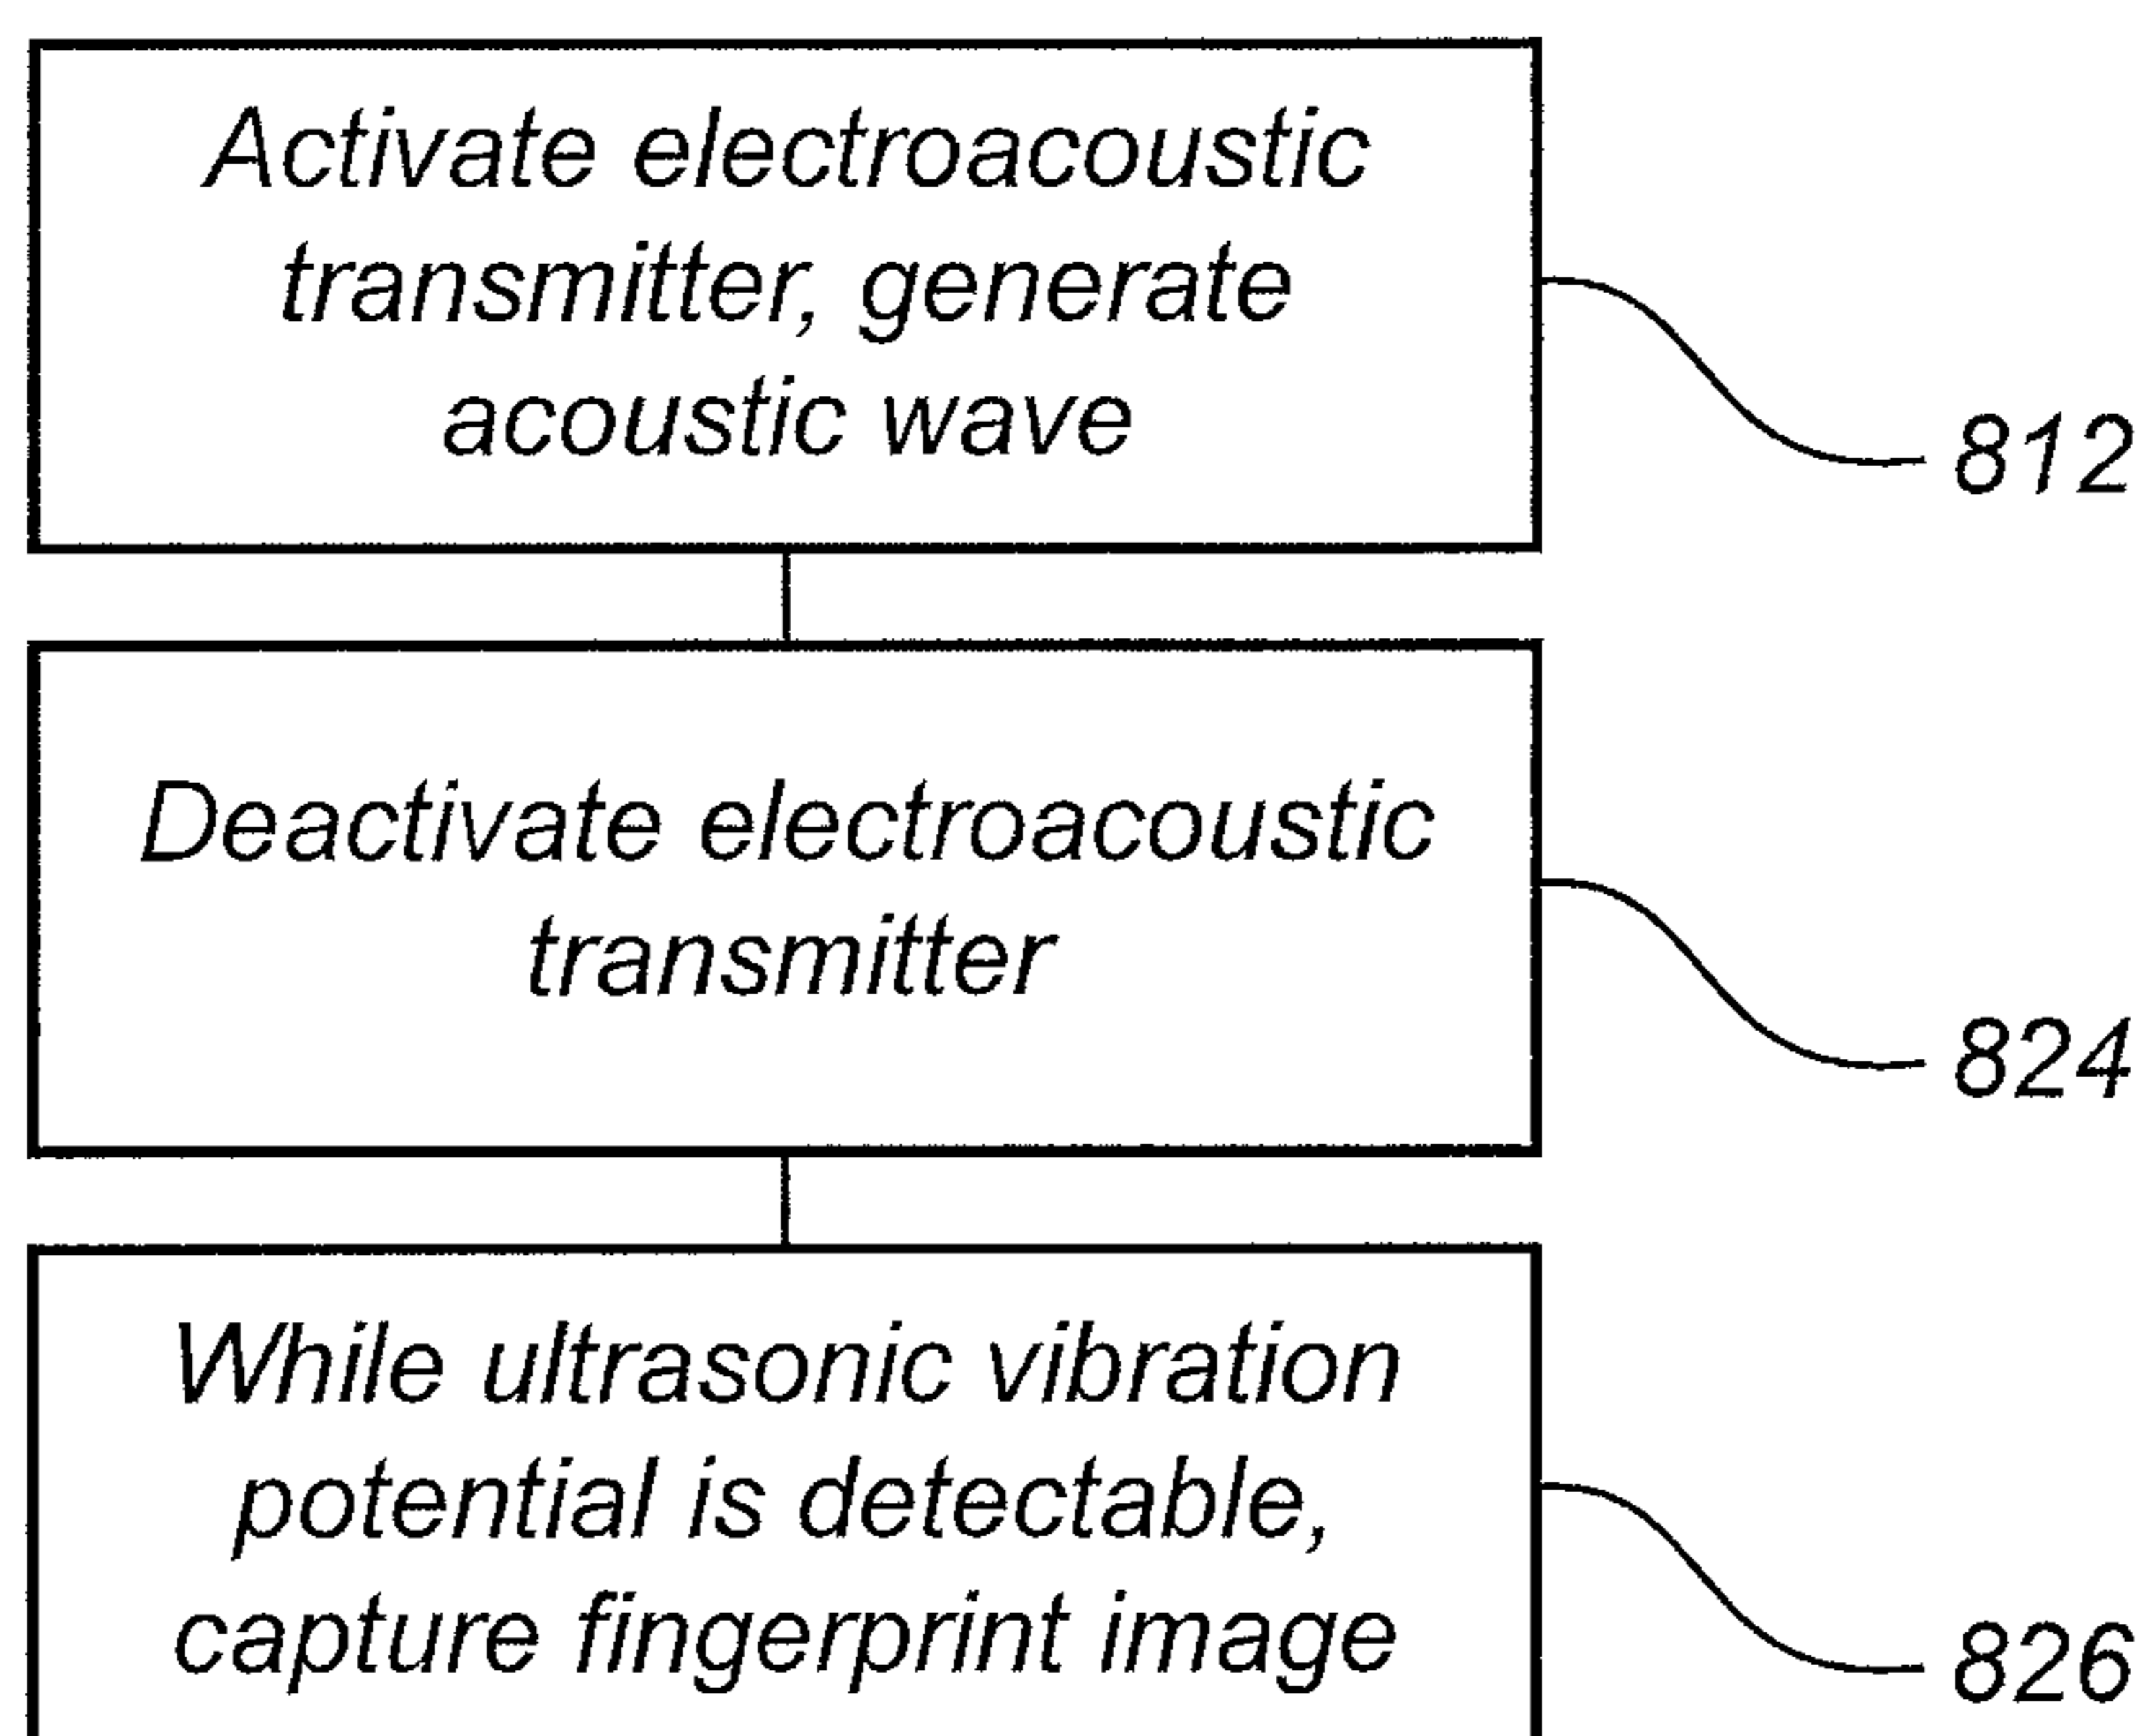 Activate electroacoustic
transmitter, generate
acoustic wave
812
Deactivate electroacoustic
transmitter
824
While ultrasonic vibration
potential is detectable,
capture fingerprint image
826